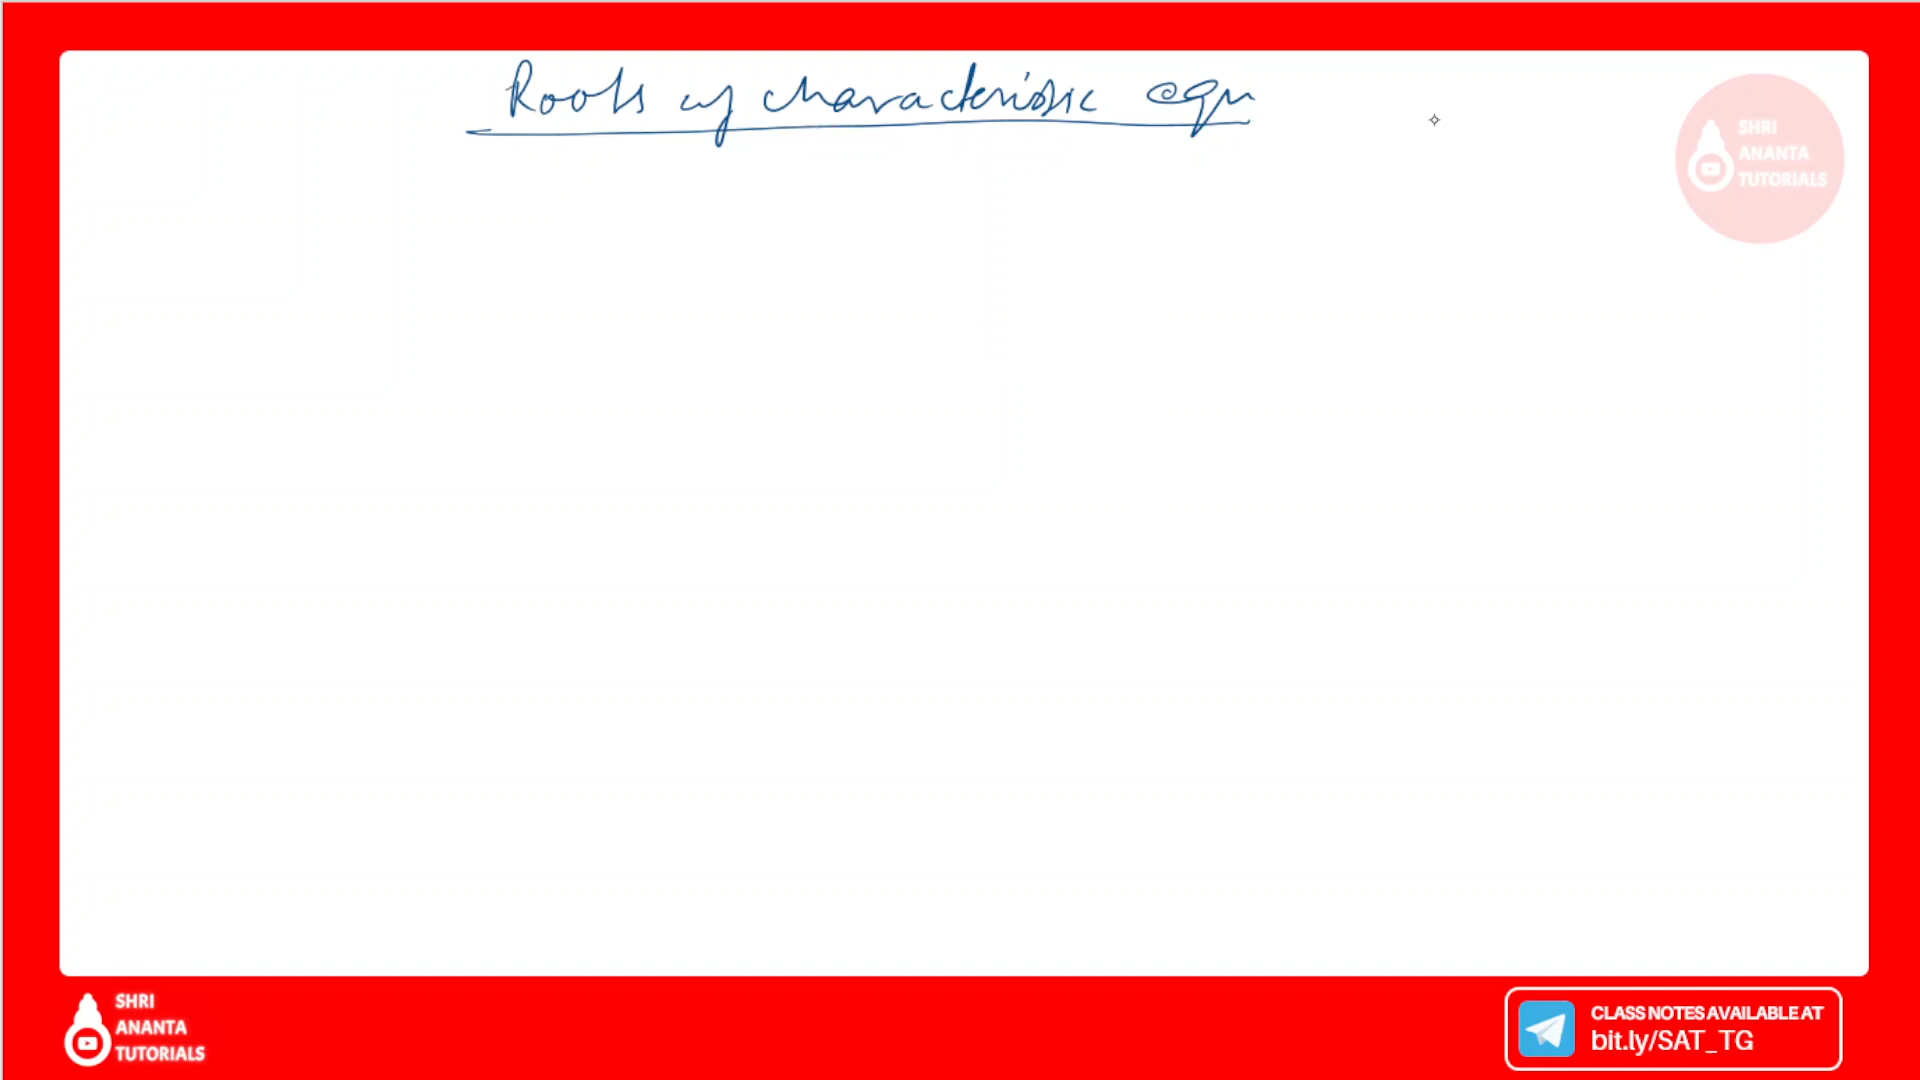 Roots of characteristic eqn
SHRI
ANANTA
TUTORIALS
SHRI
ANANTA
TUTORIALS
CLASS NOTES AVAILABLE AT
bit.ly/SAT_TG